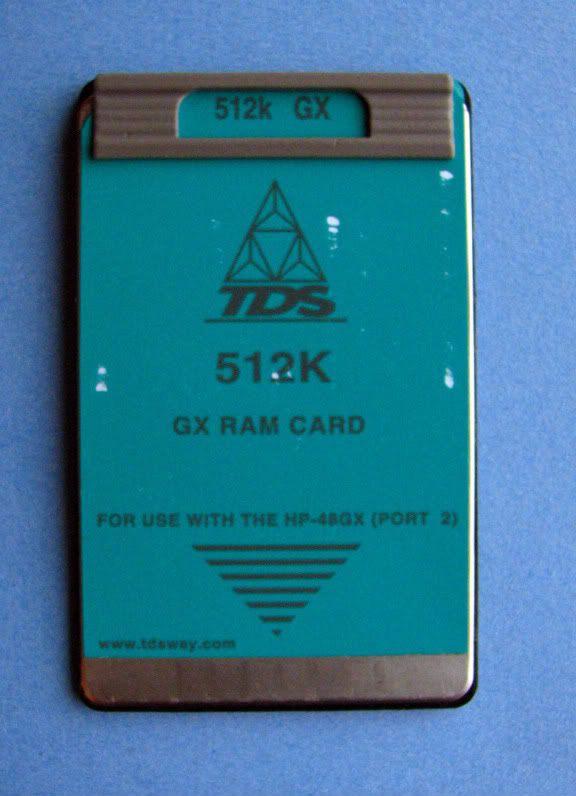 512k GX
TDS
512K
GX RAM CARD
FOR USE WITH THE HP-48GX (PORT 2)
www.tdsway.com